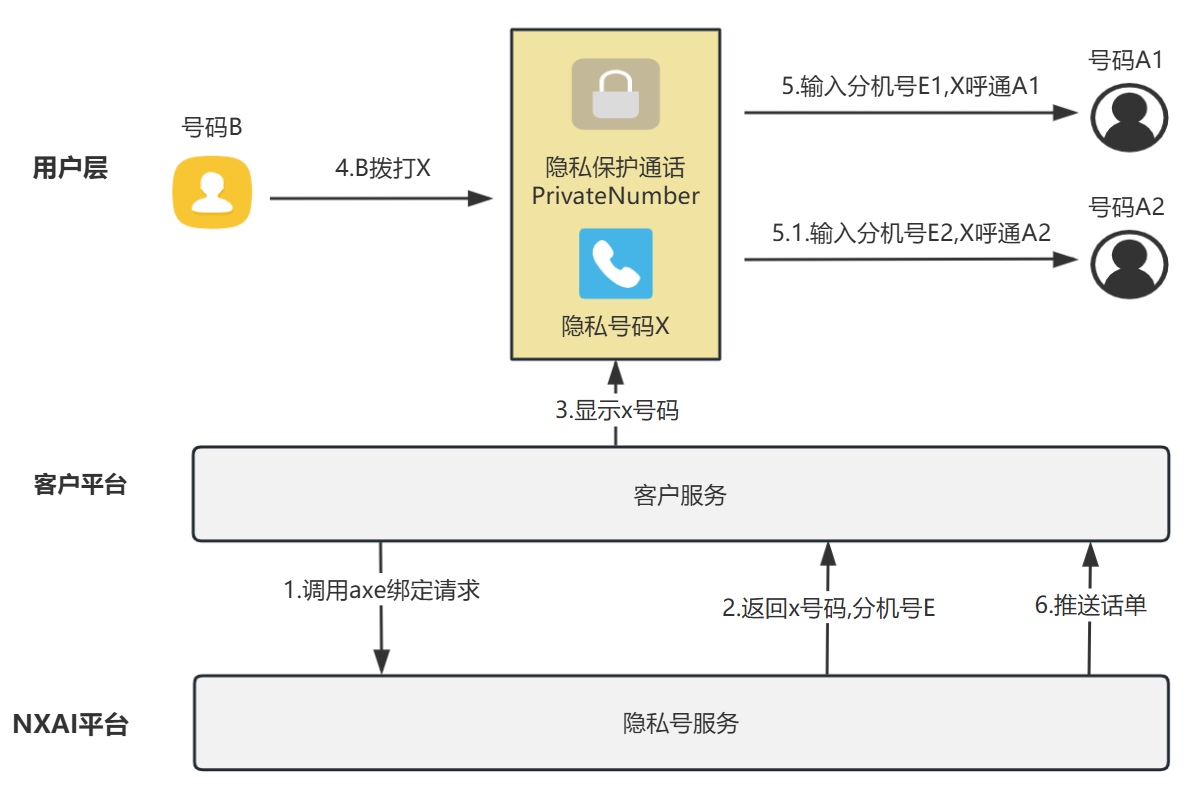 号码B
用户层
4.B拨打X
隐私保护通话
PrivateNumber
隐私号码X
5.输入分机号E1,X呼通A1
号码A1
5.1.输入分机号E2,X呼通A2
号码A2
3.显示x号码
客户平台
客户服务
1.调用axe绑定请求
2.返回x号码,分机号E
6.推送话单
NXAI平台
隐私号服务